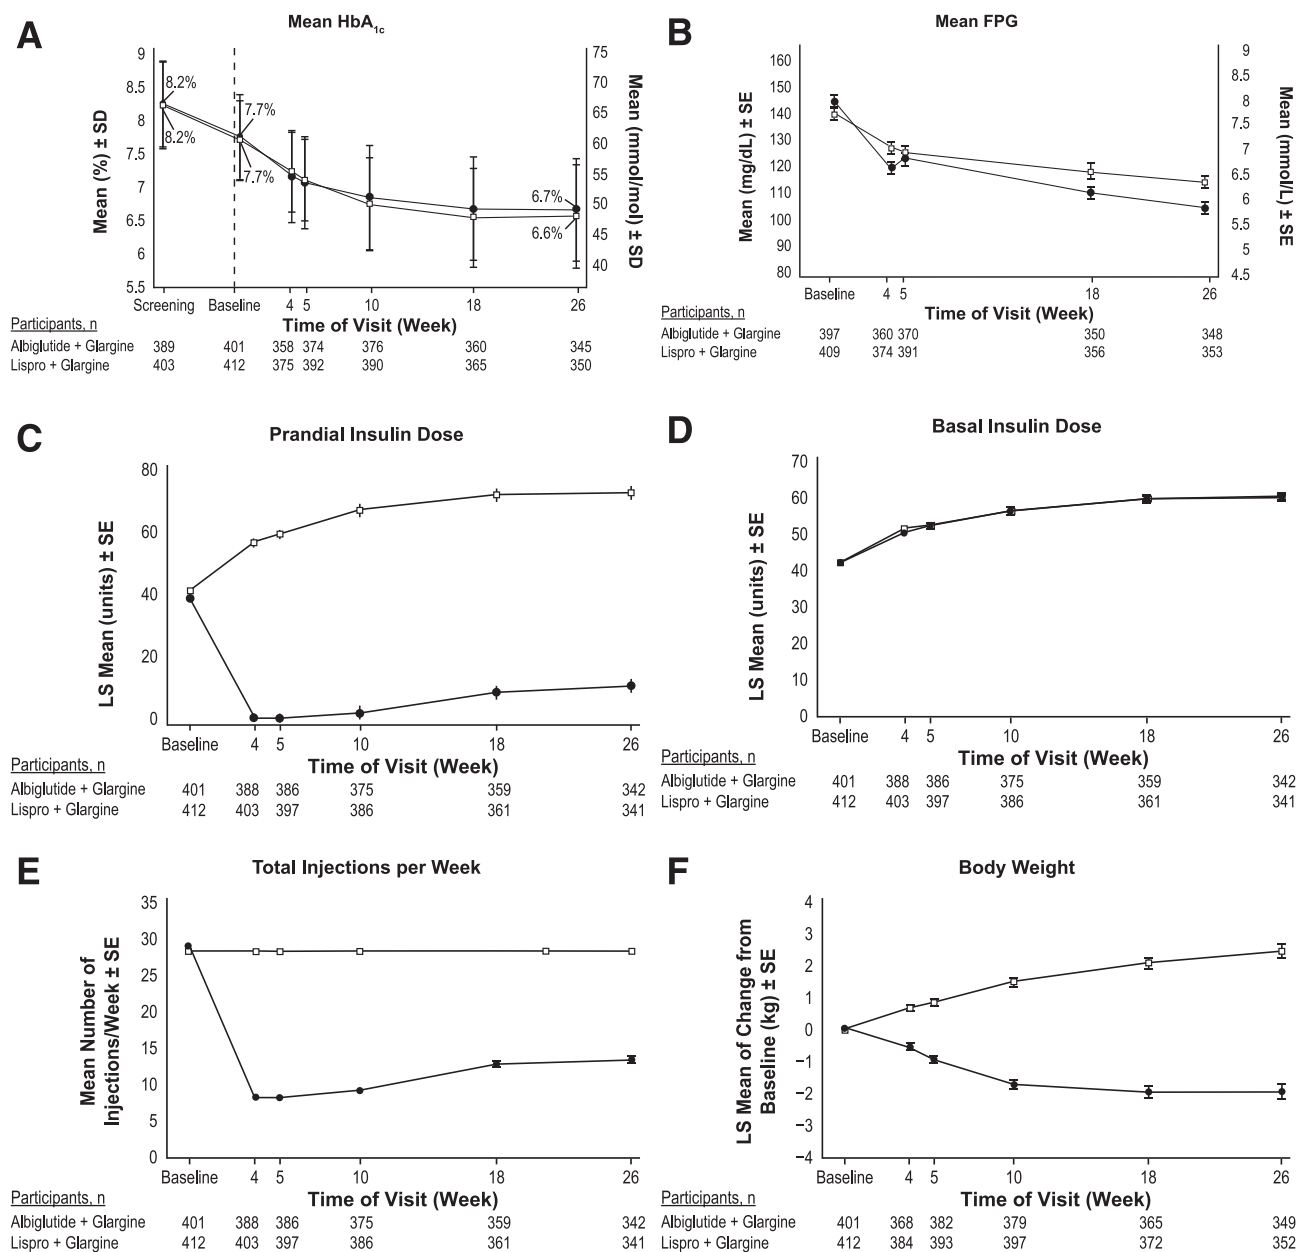 A
Mean HbA1c
Mean (%) ± SD
9
8.5
8
7.5
7
6.5
6
5.5
8.2%
8.2%
7.7%
7.7%
6.7%
6.6%
75
70
65
60
55
50
45
40
Mean (mmol/mol) ± SD
Screening Baseline 4 5 10 18 26
Time of Visit (Week)
Participants, n
Albiglutide + Glargine 389 401 358 374 376 360 345
Lispro + Glargine 403 412 375 392 390 365 350
B
Mean FPG
Mean (mg/dL) ± SE
160
150
140
130
120
110
100
90
80
9
8.5
8
7.5
7
6.5
6
5.5
5
4.5
Mean (mmol/L) ± SE
Baseline 4 5 18 26
Time of Visit (Week)
Participants, n
Albiglutide + Glargine 397 360 370 350 348
Lispro + Glargine 409 374 391 356 353
C
Prandial Insulin Dose
LS Mean (units) ± SE
80
60
40
20
0
Baseline 4 5 10 18 26
Time of Visit (Week)
Participants, n
Albiglutide + Glargine 401 388 386 375 359 342
Lispro + Glargine 412 403 397 386 361 341
D
Basal Insulin Dose
LS Mean (units) ± SE
70
60
50
40
30
20
10
0
Baseline 4 5 10 18 26
Time of Visit (Week)
Participants, n
Albiglutide + Glargine 401 388 386 375 359 342
Lispro + Glargine 412 403 397 386 361 341
E
Total Injections per Week
Mean Number of
Injections/Week ± SE
35
30
25
20
15
10
5
0
Baseline 4 5 10 18 26
Time of Visit (Week)
Participants, n
Albiglutide + Glargine 401 388 386 375 359 342
Lispro + Glargine 412 403 397 386 361 341
F
Body Weight
LS Mean of Change from
Baseline (kg) ± SE
4
3
2
1
0
−1
−2
−3
−4
Baseline 4 5 10 18 26
Time of Visit (Week)
Participants, n
Albiglutide + Glargine 401 368 382 379 365 349
Lispro + Glargine 412 384 393 397 372 352